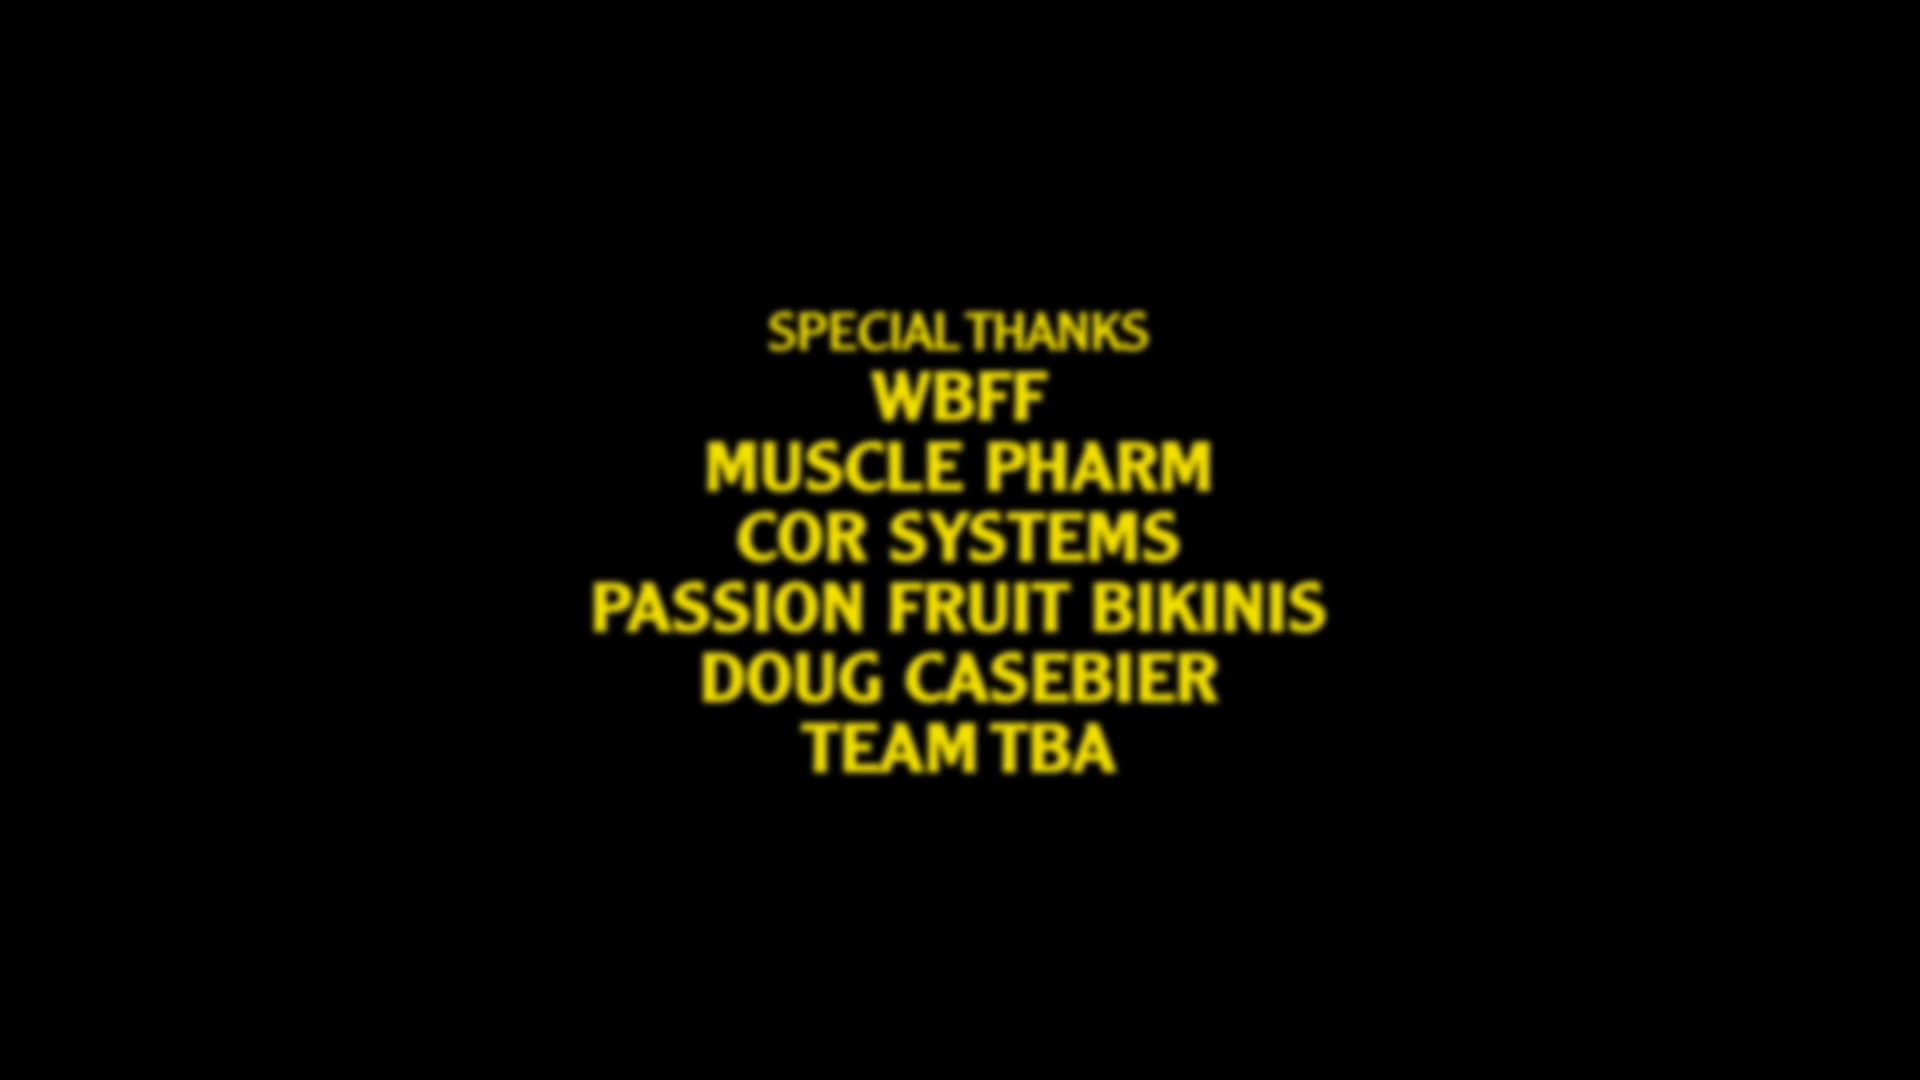 SPECIAL THANKS
WBFF
MUSCLE PHARM
COR SYSTEMS
PASSION FRUIT BIKINIS
DOUG CASEBIER
TEAM TBA